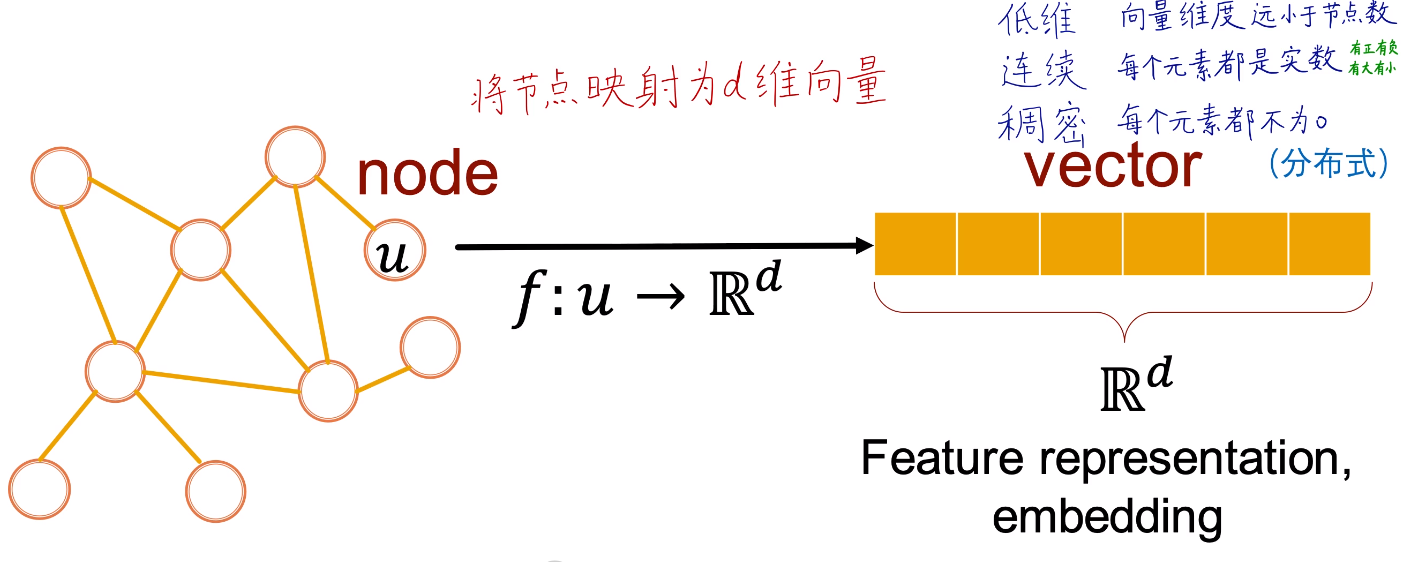 低维 向量维度远小于节点数
连续 每个元素都是实数 有正有负
有大有小
稠密 每个元素都不为0
将节点映射为d维向量
node
vector (分布式)
u
f:u → ℝᵈ
ℝᵈ
Feature representation,
embedding